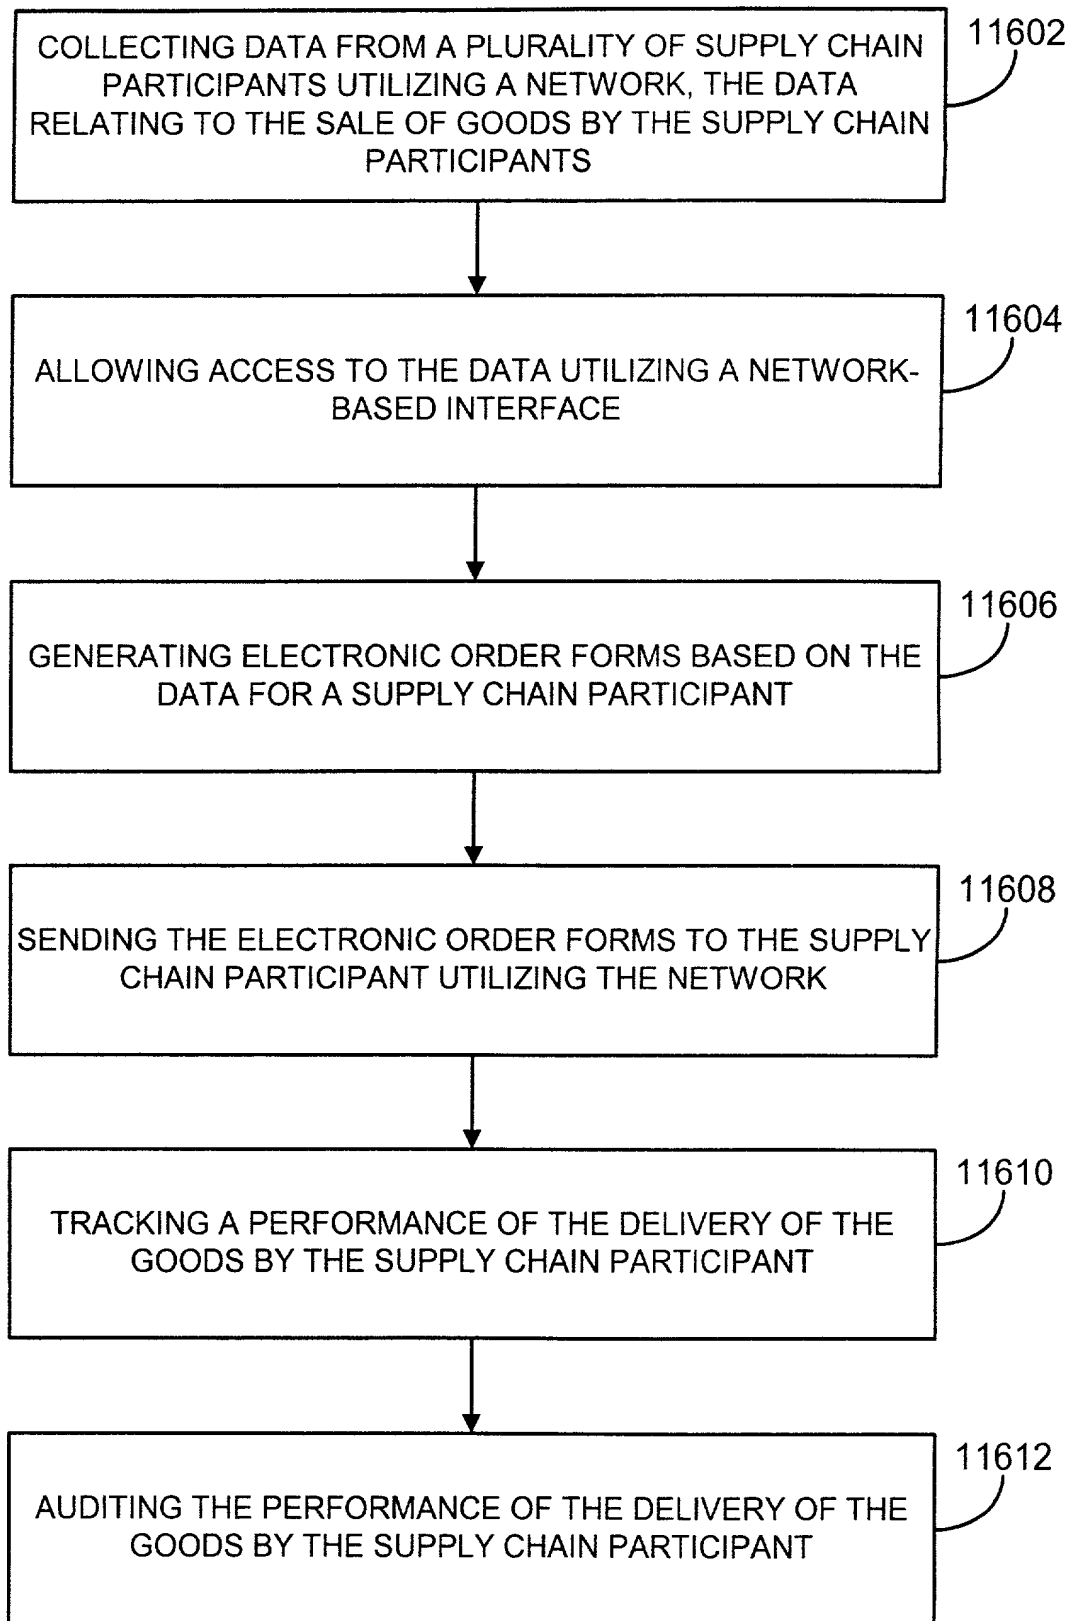 COLLECTING DATA FROM A PLURALITY OF SUPPLY CHAIN
PARTICIPANTS UTILIZING A NETWORK, THE DATA
RELATING TO THE SALE OF GOODS BY THE SUPPLY CHAIN
PARTICIPANTS
11602
ALLOWING ACCESS TO THE DATA UTILIZING A NETWORK-
BASED INTERFACE
11604
GENERATING ELECTRONIC ORDER FORMS BASED ON THE
DATA FOR A SUPPLY CHAIN PARTICIPANT
11606
SENDING THE ELECTRONIC ORDER FORMS TO THE SUPPLY
CHAIN PARTICIPANT UTILIZING THE NETWORK
11608
TRACKING A PERFORMANCE OF THE DELIVERY OF THE
GOODS BY THE SUPPLY CHAIN PARTICIPANT
11610
AUDITING THE PERFORMANCE OF THE DELIVERY OF THE
GOODS BY THE SUPPLY CHAIN PARTICIPANT
11612